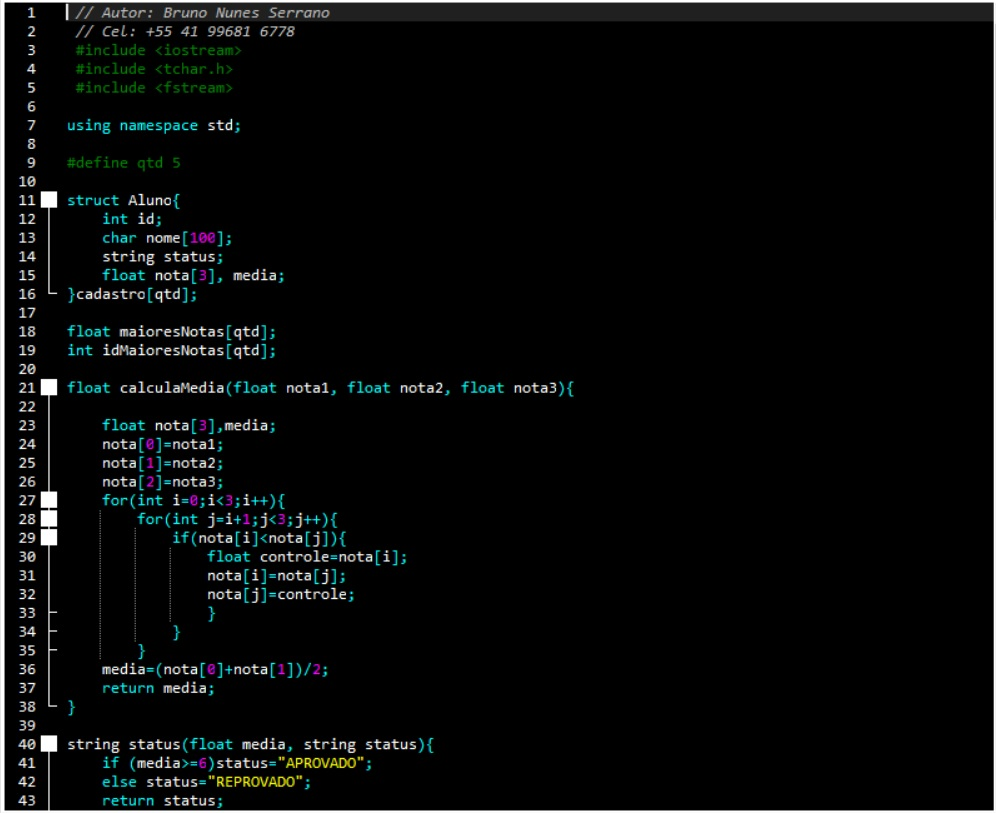 1 // Autor: Bruno Nunes Serrano
2 // Cel: +55 41 99681 6778
3 #include <iostream>
4 #include <tchar.h>
5 #include <fstream>
6
7 using namespace std;
8
9 #define qtd 5
10
11 struct Aluno{
12 int id;
13 char nome[100];
14 string status;
15 float nota[3], media;
16 }cadastro[qtd];
17
18 float maioresNotas[qtd];
19 int idMaioresNotas[qtd];
20
21 float calculaMedia(float nota1, float nota2, float nota3){
22
23 float nota[3],media;
24 nota[0]=nota1;
25 nota[1]=nota2;
26 nota[2]=nota3;
27 for(int i=0;i<3;i++){
28 for(int j=i+1;j<3;j++){
29 if(nota[i]<nota[j]){
30 float controle=nota[i];
31 nota[i]=nota[j];
32 nota[j]=controle;
33 }
34 }
35 }
36 media=(nota[0]+nota[1])/2;
37 return media;
38 }
39
40 string status(float media, string status){
41 if (media>=6)status="APROVADO";
42 else status="REPROVADO";
43 return status;